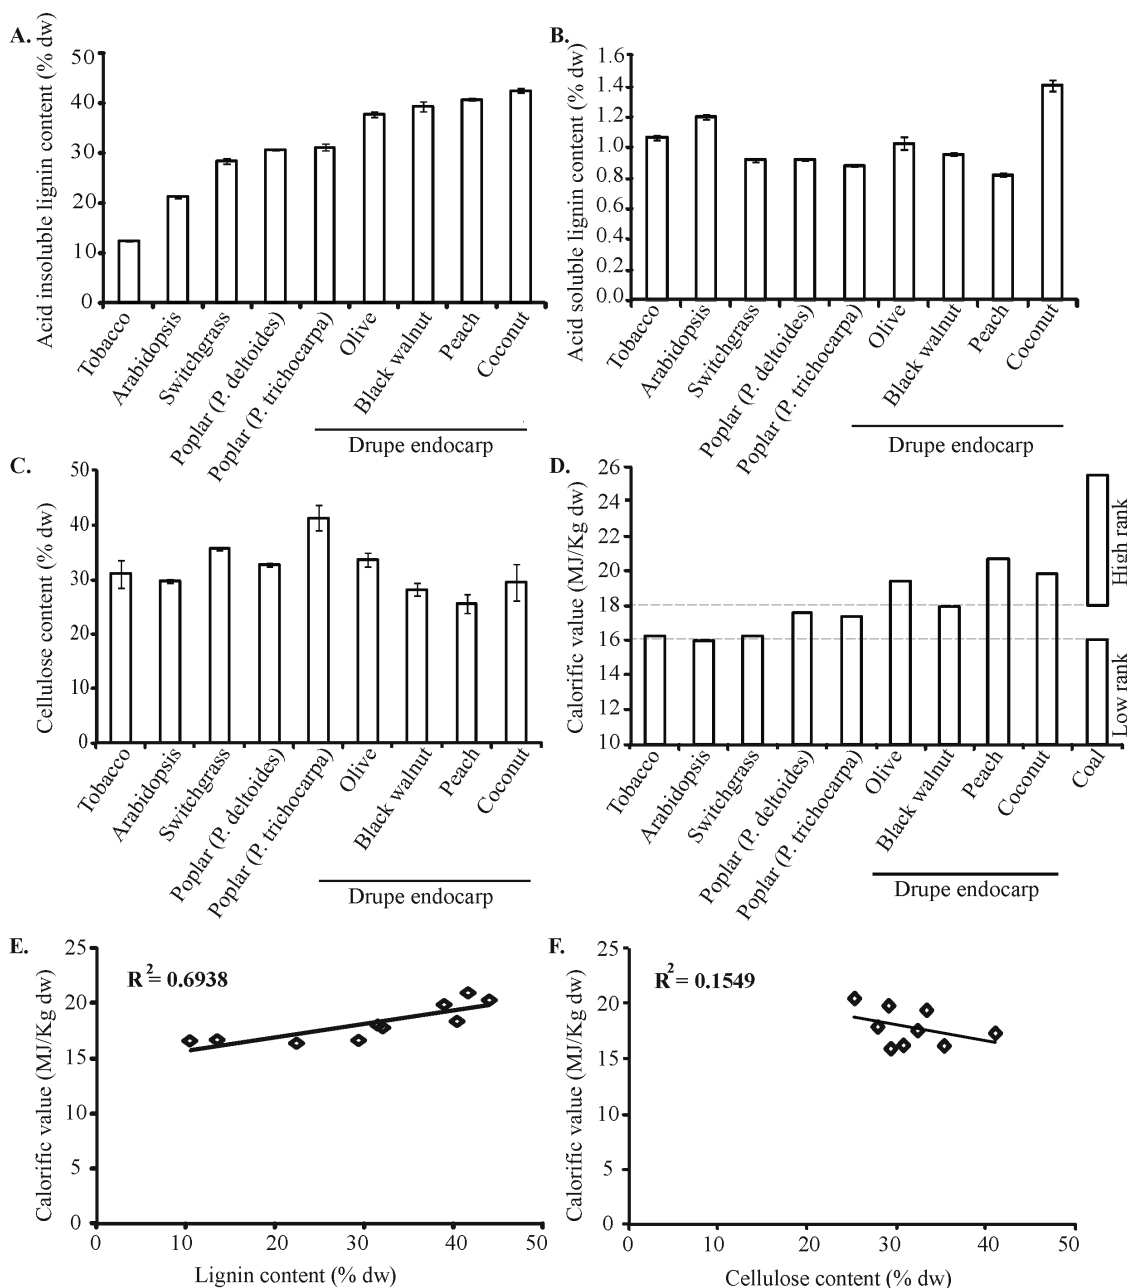 A.
Acid insoluble lignin content (% dw)
50
40
30
20
10
0
Tobacco
Arabidopsis
Switchgrass
Poplar (P. deltoides)
Poplar (P. trichocarpa)
Olive
Black walnut
Peach
Coconut
Drupe endocarp
B.
Acid soluble lignin content (% dw)
1.6
1.4
1.2
1.0
0.8
0.6
0.4
0.2
0.0
Tobacco
Arabidopsis
Switchgrass
Poplar (P. deltoides)
Poplar (P. trichocarpa)
Olive
Black walnut
Peach
Coconut
Drupe endocarp
C.
Cellulose content (% dw)
50
40
30
20
10
0
Tobacco
Arabidopsis
Switchgrass
Poplar (P. deltoides)
Poplar (P. trichocarpa)
Olive
Black walnut
Peach
Coconut
Drupe endocarp
D.
Calorific value (MJ/Kg dw)
26
24
22
20
18
16
14
12
10
High rank
Low rank
Tobacco
Arabidopsis
Switchgrass
Poplar (P. deltoides)
Poplar (P. trichocarpa)
Olive
Black walnut
Peach
Coconut
Coal
Drupe endocarp
E.
Calorific value (MJ/Kg dw)
R²= 0.6938
25
20
15
10
5
0
0 10 20 30 40 50
Lignin content (% dw)
F.
Calorific value (MJ/Kg dw)
R²= 0.1549
25
20
15
10
5
0
0 10 20 30 40 50
Cellulose content (% dw)